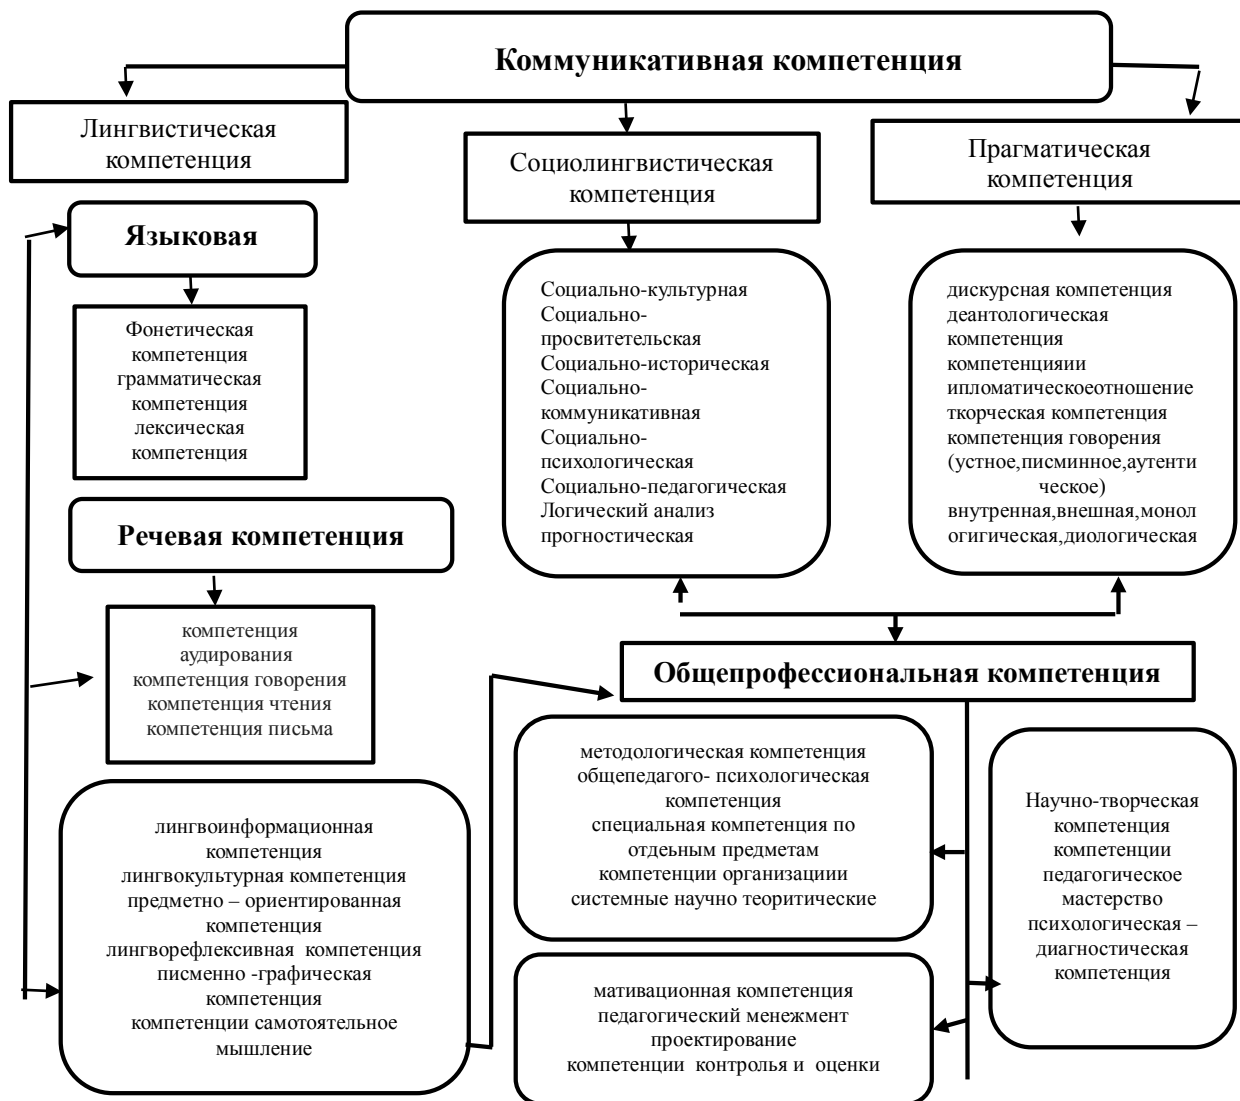 Коммуникативная компетенция
Лингвистическая
компетенция
Социолингвистическая
компетенция
Прагматическая
компетенция
Языковая
Фонетическая
компетенция
грамматическая
компетенция
лексическая
компетенция
Социально-культурная
Социально-
просвитетельская
Социально-историческая
Социально-
коммуникативная
Социально-
психологическая
Социально-педагогическая
Логический анализ
прогностическая
дискурсная компетенция
деантологическая
компетенция
компетенцияии
ипломатическоеотношение
ткорческая компетенция
компетенция говорения
(устное,писминное,аутенти
ческое)
внутренная,внешная,монол
огигическая,диологическая
Речевая компетенция
компетенция
аудирования
компетенция говорения
компетенция чтения
компетенция письма
Общепрофессиональная компетенция
лингвоинформационная
компетенция
лингвокультурная компетенция
предметно – ориентированная
компетенция
лингворефлексивная компетенция
писменно -графическая
компетенция
компетенции самотоятельное
мышление
методологическая компетенция
общепедагого- психологическая
компетенция
специальная компетенция по
отдеьным предметам
компетенции организациии
системные научно теоритические
Научно-творческая
компетенция
компетенции
педагогическое
мастерство
психологическая –
диагностическая
компетенция
мативационная компетенция
педагогический менежмент
проектирование
компетенции контролья и оценки